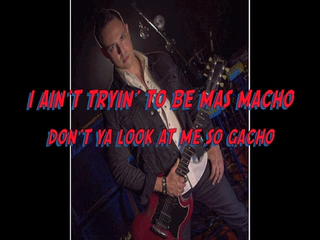 I AIN'T TRYIN' TO BE MAS MACHO
DON'T YA LOOK AT ME SO GACHO